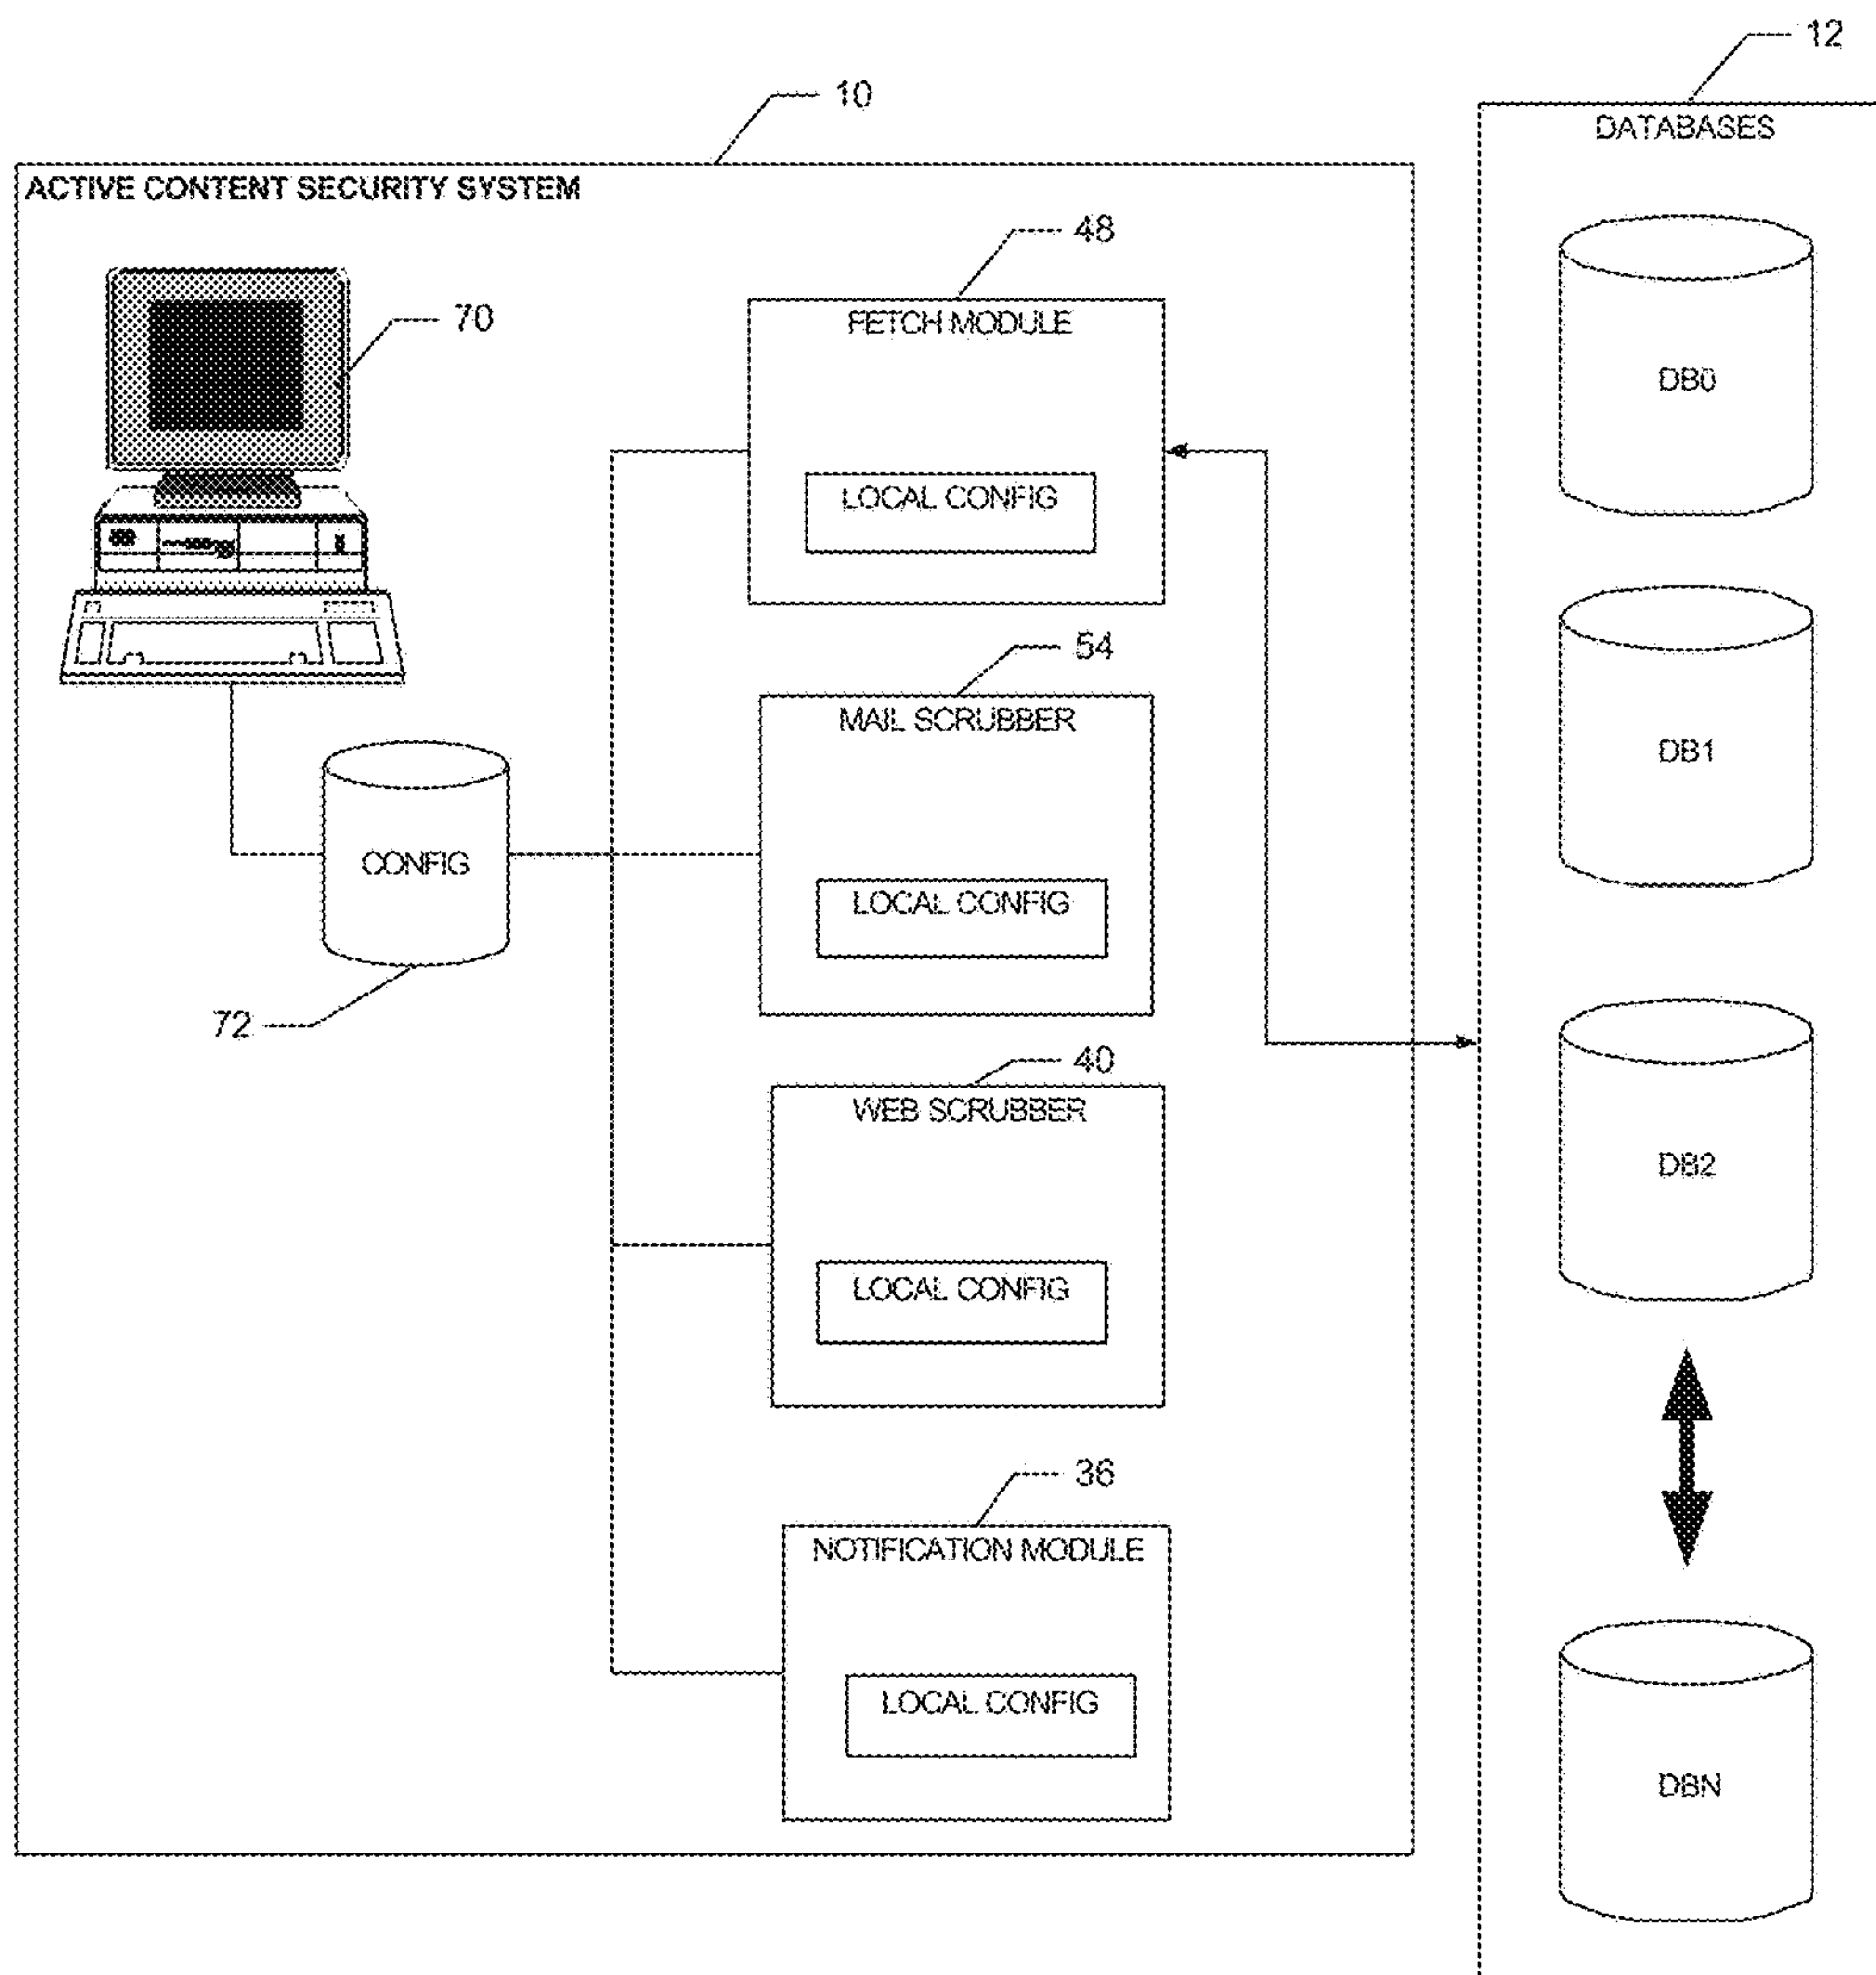 12
DATABASES
10
ACTIVE CONTENT SECURITY SYSTEM
48
FETCH MODULE
LOCAL CONFIG
70
DB0
54
MAIL SCRUBBER
LOCAL CONFIG
CONFIG
72
DB1
40
WEB SCRUBBER
LOCAL CONFIG
DB2
36
NOTIFICATION MODULE
LOCAL CONFIG
DBN